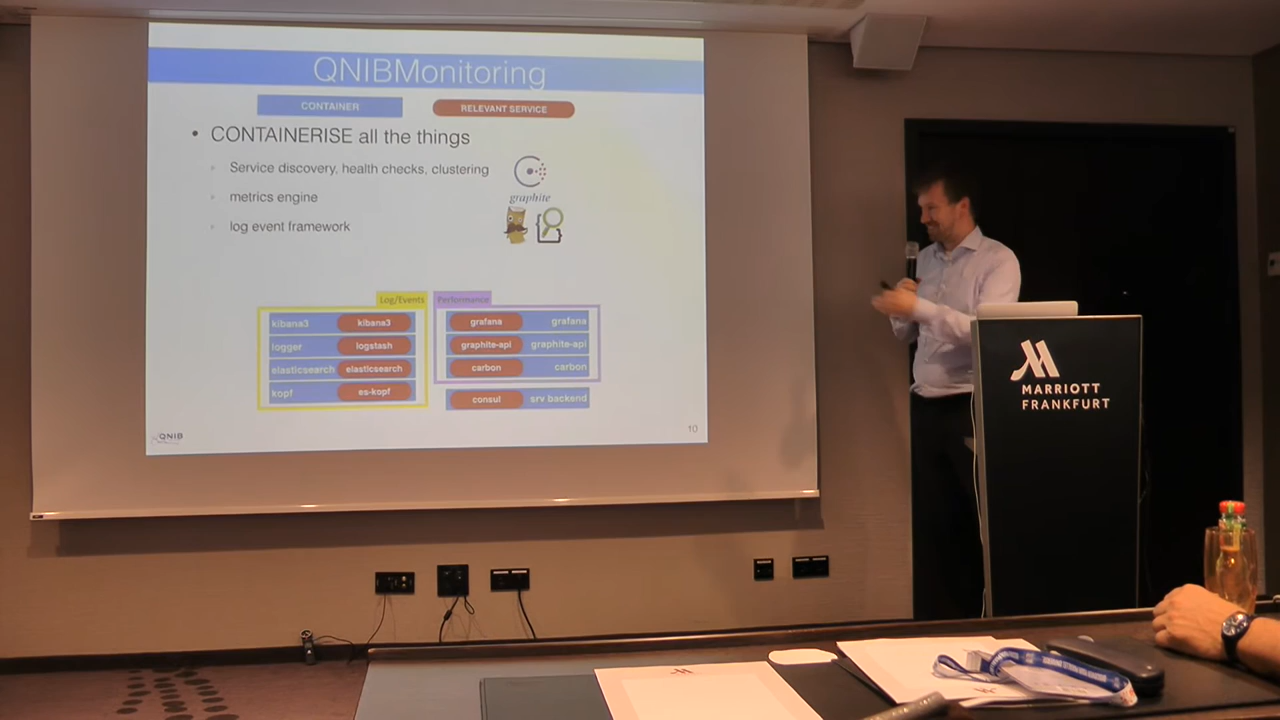 QNIBMonitoring
CONTAINER
RELEVANT SERVICE
• CONTAINERISE all the things
Service discovery, health checks, clustering
metrics engine
log event framework
graphite
Log/Events
Performance
kibana3 kibana3
logger logstash
elasticsearch elasticsearch
kopf es-kopf
grafana grafana
graphite-api graphite-api
carbon carbon
consul srv backend
QNIB
10
MARRIOTT
FRANKFURT